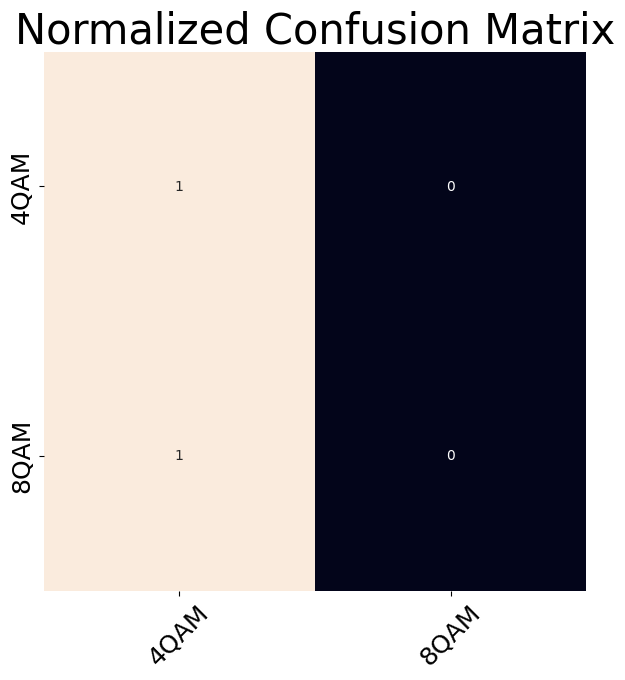 Normalized Confusion Matrix
4QAM
1
0
8QAM
1
0
4QAM
8QAM